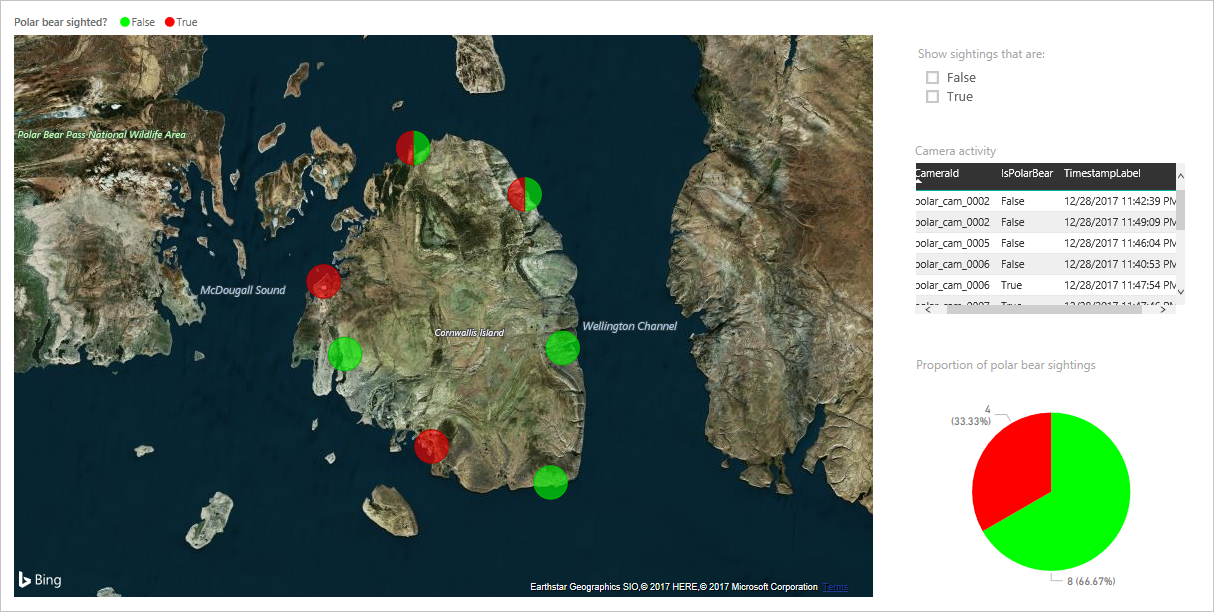 Polar bear sighted? False True
Polar Bear Pass National Wildlife Area
McDougall Sound
Cornwallis Island
Wellington Channel
Bing
Earthstar Geographics SIO,© 2017 HERE,© 2017 Microsoft Corporation Terms
Show sightings that are:
False
True
Camera activity
CameraId IsPolarBear TimestampLabel
polar_cam_0002 False 12/28/2017 11:42:39 PM
polar_cam_0002 False 12/28/2017 11:49:09 PM
polar_cam_0005 False 12/28/2017 11:46:04 PM
polar_cam_0006 False 12/28/2017 11:40:53 PM
polar_cam_0006 True 12/28/2017 11:47:54 PM
Proportion of polar bear sightings
4
(33.33%)
8 (66.67%)